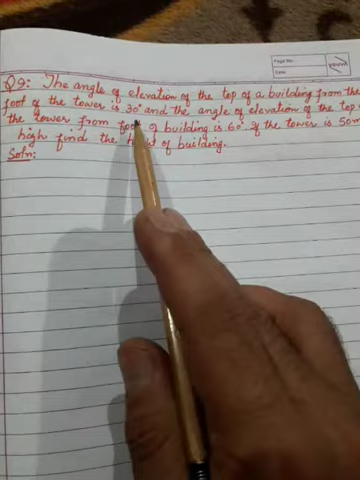 Page No.
Date
Q9: The angle of elevation of the top of a building from the
foot of the tower is 30° and the angle of elevation of the top of
the tower from foot of building is 60°. If the tower is 50m
high find the of building.
Soln: